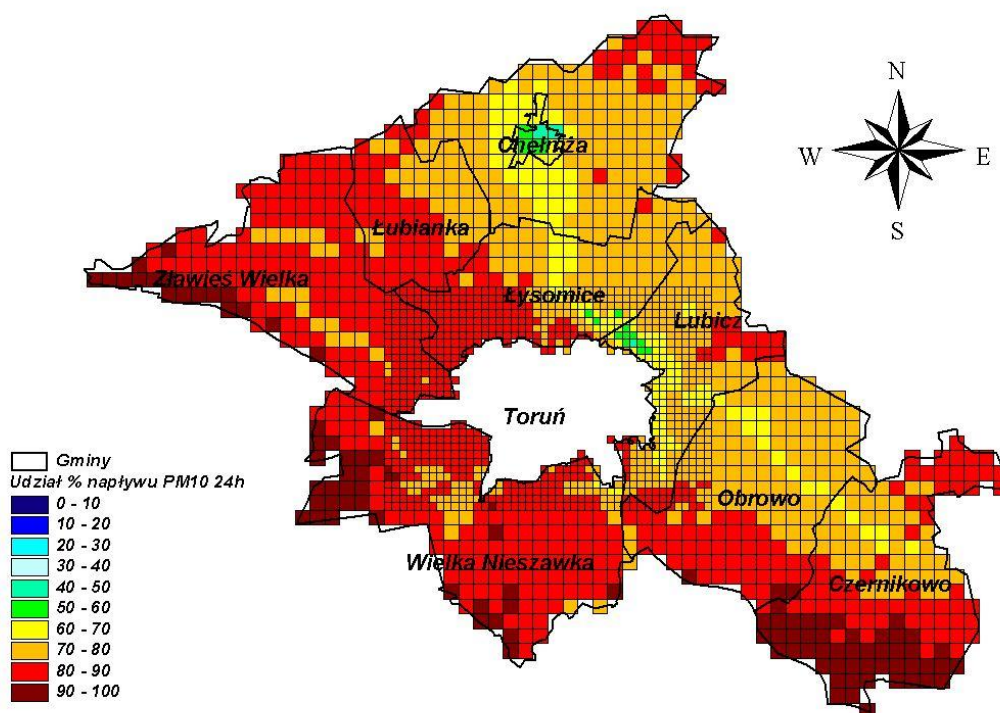 N
W E
S
Chełmża
Łubianka
Zławieś Wielka
Łysomice
Lubicz
Toruń
Obrowo
Wielka Nieszawka
Czernikowo
Gminy
Udział % napływu PM10 24h
0 - 10
10 - 20
20 - 30
30 - 40
40 - 50
50 - 60
60 - 70
70 - 80
80 - 90
90 - 100